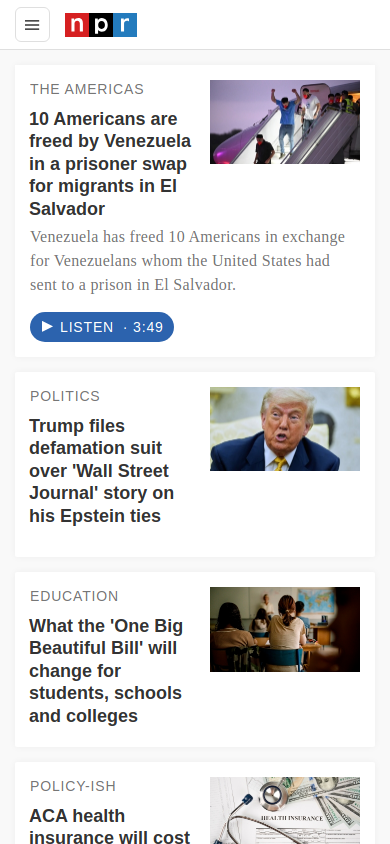 npr
THE AMERICAS
10 Americans are
freed by Venezuela
in a prisoner swap
for migrants in El
Salvador
Venezuela has freed 10 Americans in exchange
for Venezuelans whom the United States had
sent to a prison in El Salvador.
LISTEN · 3:49
POLITICS
Trump files
defamation suit
over 'Wall Street
Journal' story on
his Epstein ties
EDUCATION
What the 'One Big
Beautiful Bill' will
change for
students, schools
and colleges
POLICY-ISH
ACA health
insurance will cost
HEALTH INSURANCE